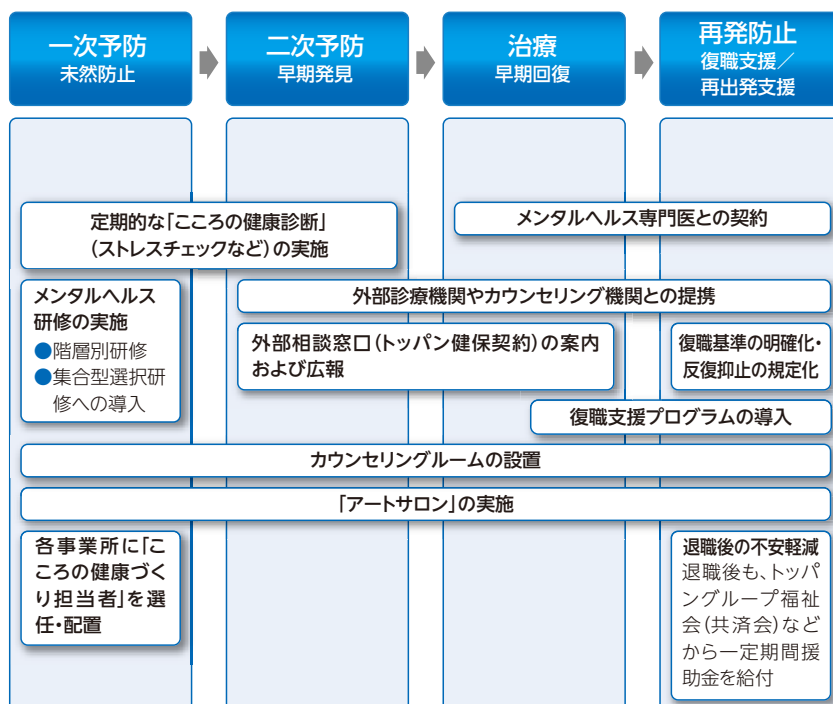 一次予防
未然防止
二次予防
早期発見
治療
早期回復
再発防止
復職支援／
再出発支援
定期的な「こころの健康診断」
（ストレスチェックなど）の実施
メンタルヘルス専門医との契約
メンタルヘルス
研修の実施
●階層別研修
●集合型選択研
修への導入
外部診療機関やカウンセリング機関との提携
外部相談窓口（トッパン健保契約）の案内
および広報
復職基準の明確化・
反復抑止の規定化
復職支援プログラムの導入
カウンセリングルームの設置
「アートサロン」の実施
各事業所に「こ
ころの健康づく
り担当者」を選
任・配置
退職後の不安軽減
退職後も、トッパ
ングループ福祉
会（共済会）など
から一定期間援
助金を給付